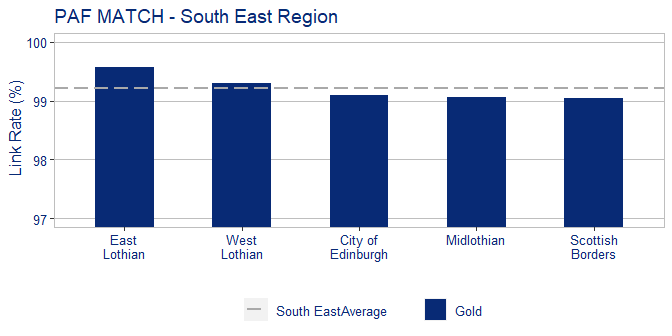 PAF MATCH - South East Region
Link Rate (%)
100
99
98
97
East
Lothian
West
Lothian
City of
Edinburgh
Midlothian
Scottish
Borders
South EastAverage
Gold